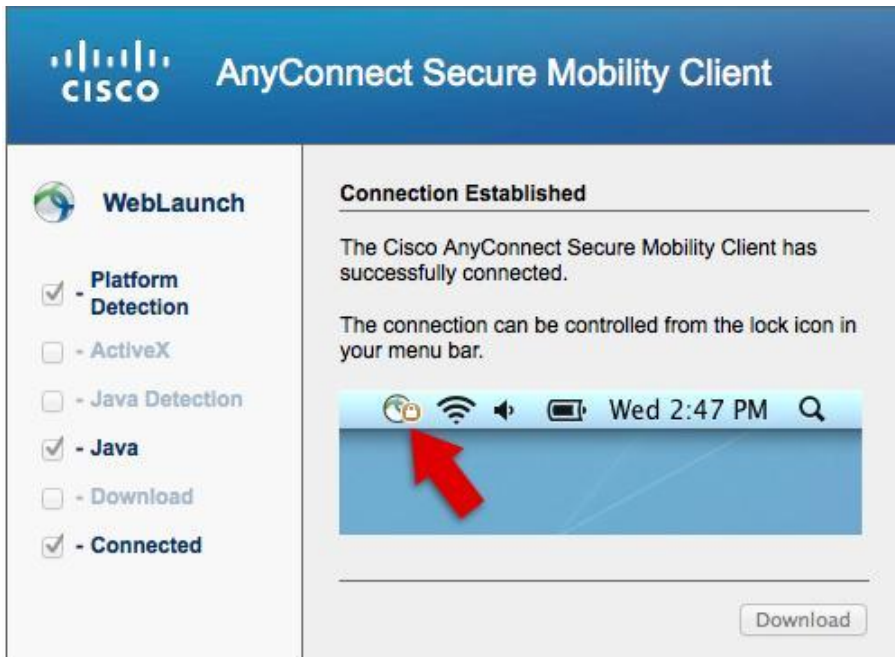 CISCO
AnyConnect Secure Mobility Client
WebLaunch
- Platform
Detection
- ActiveX
- Java Detection
- Java
- Download
- Connected
Connection Established
The Cisco AnyConnect Secure Mobility Client has
successfully connected.
The connection can be controlled from the lock icon in
your menu bar.
Wed 2:47 PM
Download